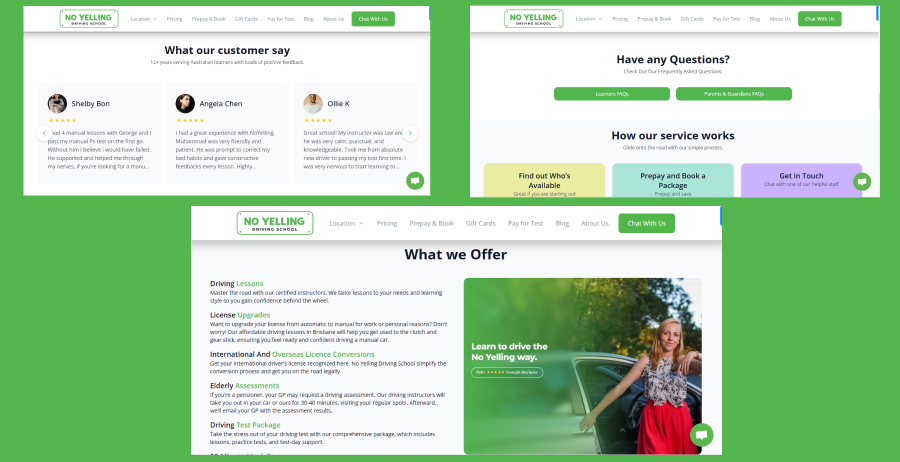 NO YELLING
DRIVING SCHOOL
Location Pricing Prepay & Book Gift Cards Pay for Test Blog About Us Chat With Us
What our customer say
12+ years serving Australian learners with loads of positive feedback.
Shelby Bon
I had 4 manual lessons with George and I
past my manual Ps test on the first go.
Without him i believe i would have failed.
He supported and helped me through
my nerves, if you're looking for a manu...
Angela Chen
I had a great experience with NoYelling.
Muhammad was very friendly and
patient. He was prompt to correct my
bad habits and gave constructive
feedbacks every lesson. Highly...
Ollie K
Great school! My instructor was Lee and
he was very calm, punctual, and
knowledgeable. Took me from absolute
new driver to passing my test first time. I
was very nervous to start learning to...
NO YELLING
DRIVING SCHOOL
Location Pricing Prepay & Book Gift Cards Pay for Test Blog About Us Chat With Us
Have any Questions?
Check Out Our Frequently Asked Questions
Learners FAQs
Parents & Guardians FAQs
How our service works
Glide onto the road with our simple process.
Find out Who's
Available
Great if you are starting out
Prepay and Book a
Package
Prepay and save
Get in Touch
Chat with one of our helpful staff
NO YELLING
DRIVING SCHOOL
Location Pricing Prepay & Book Gift Cards Pay for Test Blog About Us Chat With Us
What we Offer
Driving Lessons
Master the road with our certified instructors. We tailor lessons to your needs and learning
style so you gain confidence behind the wheel.
License Upgrades
Want to upgrade your license from automatic to manual for work or personal reasons? Don't
worry! Our affordable driving lessons in Brisbane will help you get used to the clutch and
gear stick, ensuring you feel ready and confident driving a manual car.
International And Overseas Licence Conversions
Get your international driver's license recognized here. No Yelling Driving School simplify the
conversion process and get you on the road legally.
Elderly Assessments
If you're a pensioner, your GP may request a driving assessment. Our driving instructors will
take you out in your car or ours for 30-40 minutes, visiting your regular spots. Afterward,
we'll email your GP with the assessment results.
Driving Test Package
Take the stress out of your driving test with our comprehensive package, which includes
lessons, practice tests, and test-day support.
Learn to drive the
No Yelling way.
Google Reviews